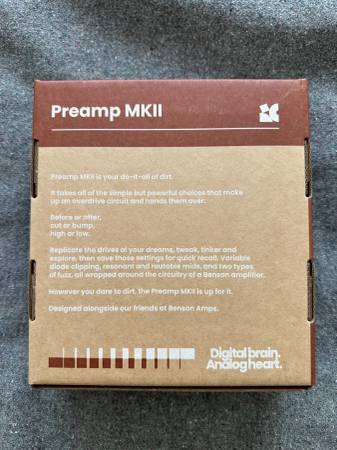 Preamp MKII
Preamp MKII is your do-it-all of dirt.
It takes all of the simple but powerful choices that make
up an overdrive circuit and hands them over:
Before or after,
cut or bump,
high or low.
Replicate the drives of your dreams, tweak, tinker and
explore, then save those settings for quick recall. Variable
diode clipping, resonant and routable mids, and two types
of fuzz, all wrapped around the circuitry of a Benson amplifier.
However you dare to dirt, the Preamp MKII is up for it.
Designed alongside our friends at Benson Amps.
Digital brain.
Analog heart.